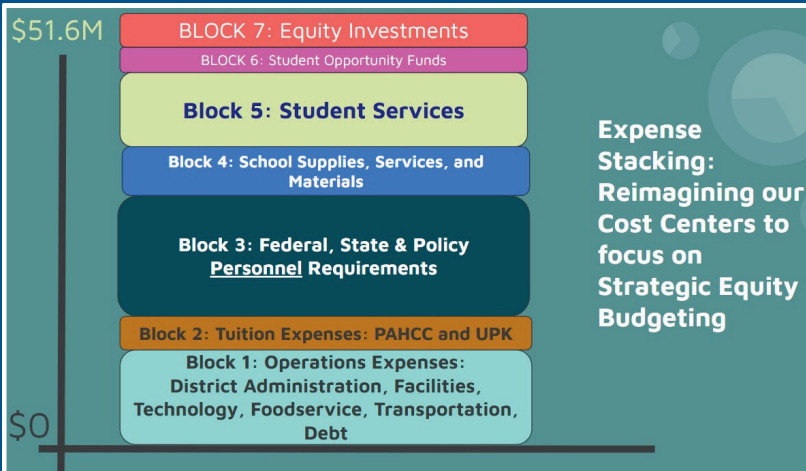 $51.6M
BLOCK 7: Equity Investments
BLOCK 6: Student Opportunity Funds
Block 5: Student Services
Block 4: School Supplies, Services, and
Materials
Block 3: Federal, State & Policy
Personnel Requirements
Block 2: Tuition Expenses: PAHCC and UPK
Block 1: Operations Expenses:
District Administration, Facilities,
Technology, Foodservice, Transportation,
Debt
$0
Expense
Stacking:
Reimagining our
Cost Centers to
focus on
Strategic Equity
Budgeting